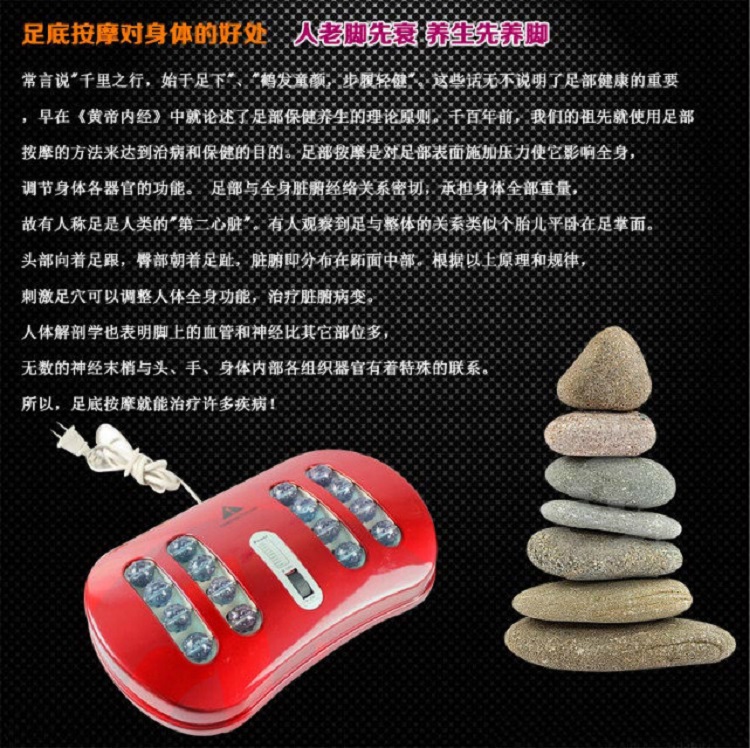 足底按摩对身体的好处 人老脚先衰 养生先养脚
常言说"千里之行，始于足下"、"鹤发童颜，步履轻健"、这些话无不说明了足部健康的重要
，早在《黄帝内经》中就论述了足部保健养生的理论原则。千百年前，我们的祖先就使用足部
按摩的方法来达到治病和保健的目的。足部按摩是对足部表面施加压力使它影响全身，
调节身体各器官的功能。 足部与全身脏腑经络关系密切，承担身体全部重量，
故有人称足是人类的"第二心脏"。有人观察到足与整体的关系类似个胎儿平卧在足掌面。
头部向着足跟，臀部朝着足趾，脏腑即分布在跖面中部。根据以上原理和规律，
刺激足穴可以调整人体全身功能，治疗脏腑病变。
人体解剖学也表明脚上的血管和神经比其它部位多，
无数的神经末梢与头、手、身体内部各组织器官有着特殊的联系。
所以，足底按摩就能治疗许多疾病！